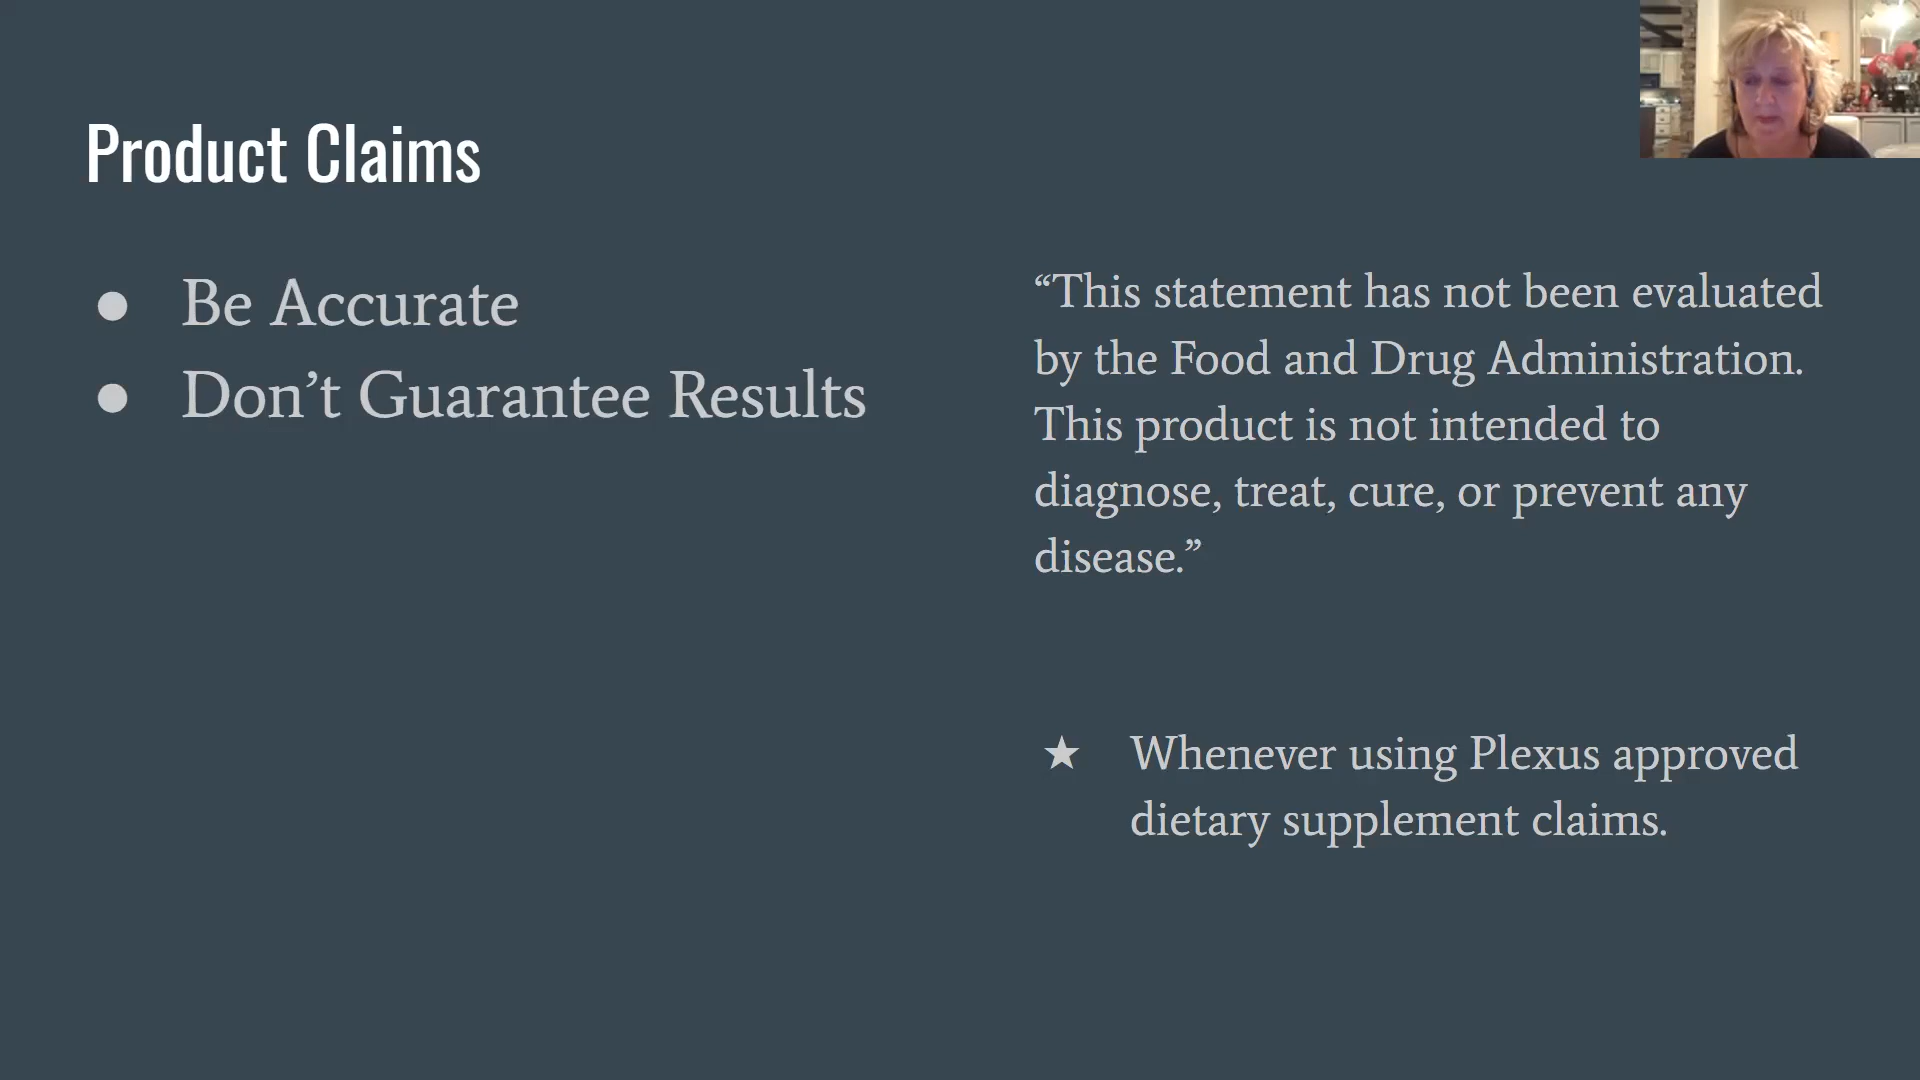 Product Claims
● Be Accurate
● Don’t Guarantee Results
“This statement has not been evaluated
by the Food and Drug Administration.
This product is not intended to
diagnose, treat, cure, or prevent any
disease.”
★ Whenever using Plexus approved
dietary supplement claims.